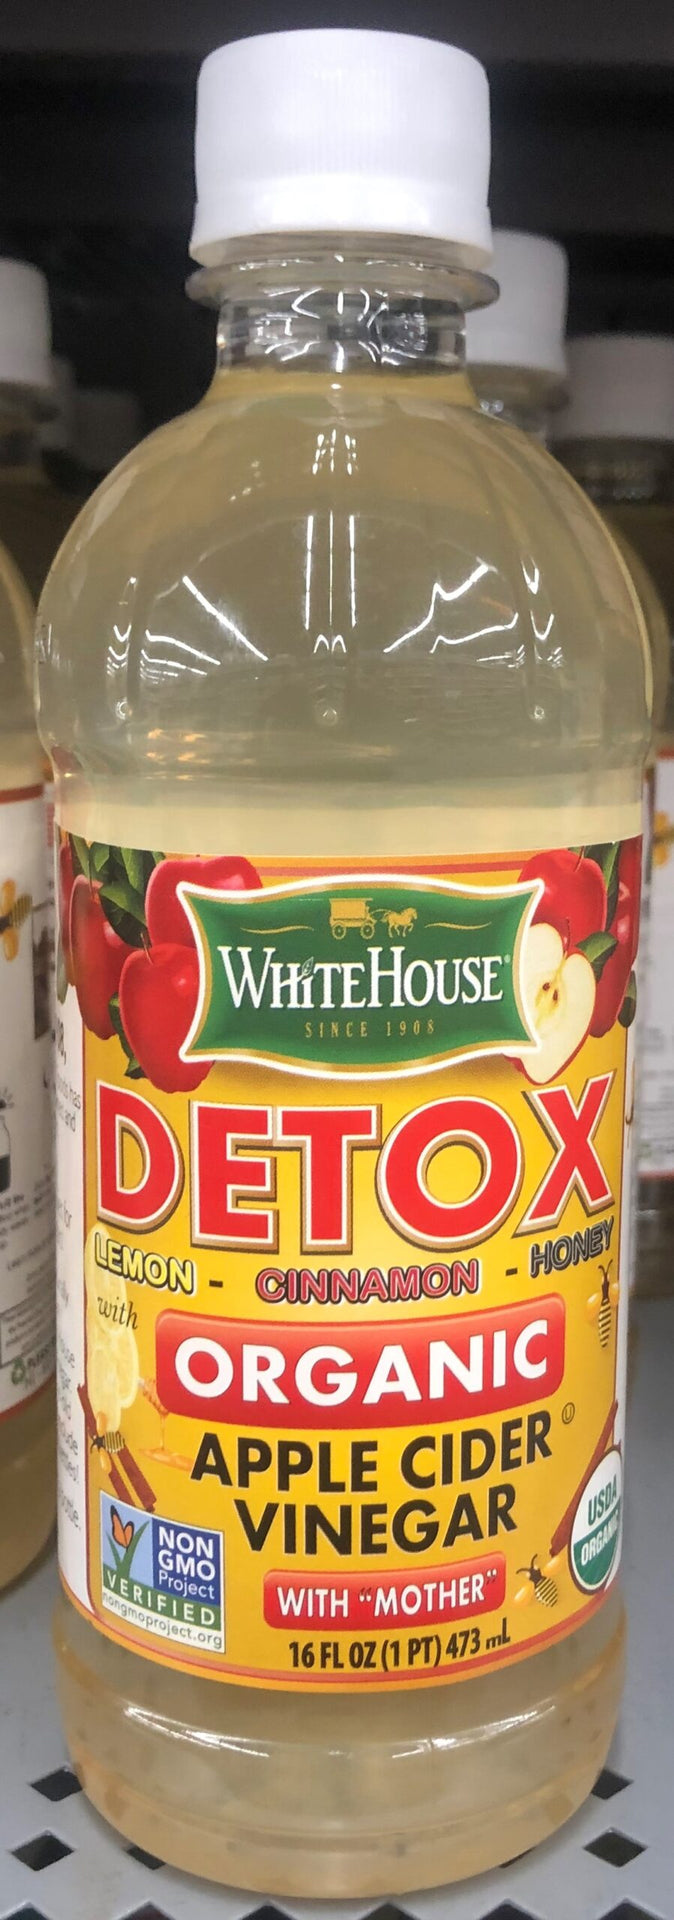 WHITEHOUSE®
SINCE 1908
DETOX
LEMON - CINNAMON - HONEY
with
ORGANIC
APPLE CIDER
VINEGAR
WITH "MOTHER"
16 FL OZ (1 PT) 473 mL
NON
GMO
Project
VERIFIED
nongmoproject.org
USDA
ORGANIC